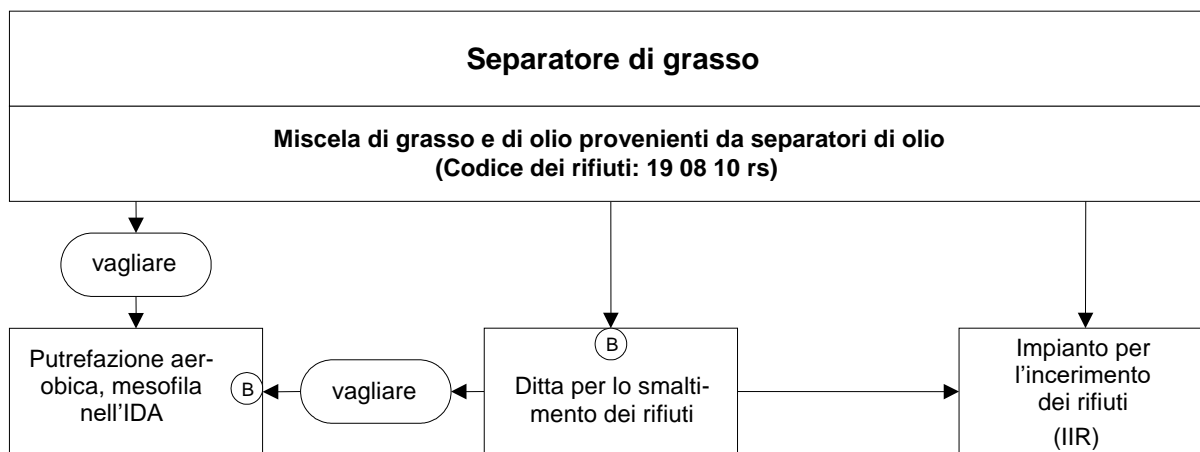 Separatore di grasso
Miscela di grasso e di olio provenienti da separatori di olio
(Codice dei rifiuti: 19 08 10 rs)
vagliare
Putrefazione aer-
obica, mesofila
nell'IDA
B
vagliare
B
Ditta per lo smalti-
mento dei rifiuti
Impianto per
l'incerimento
dei rifiuti
(IIR)